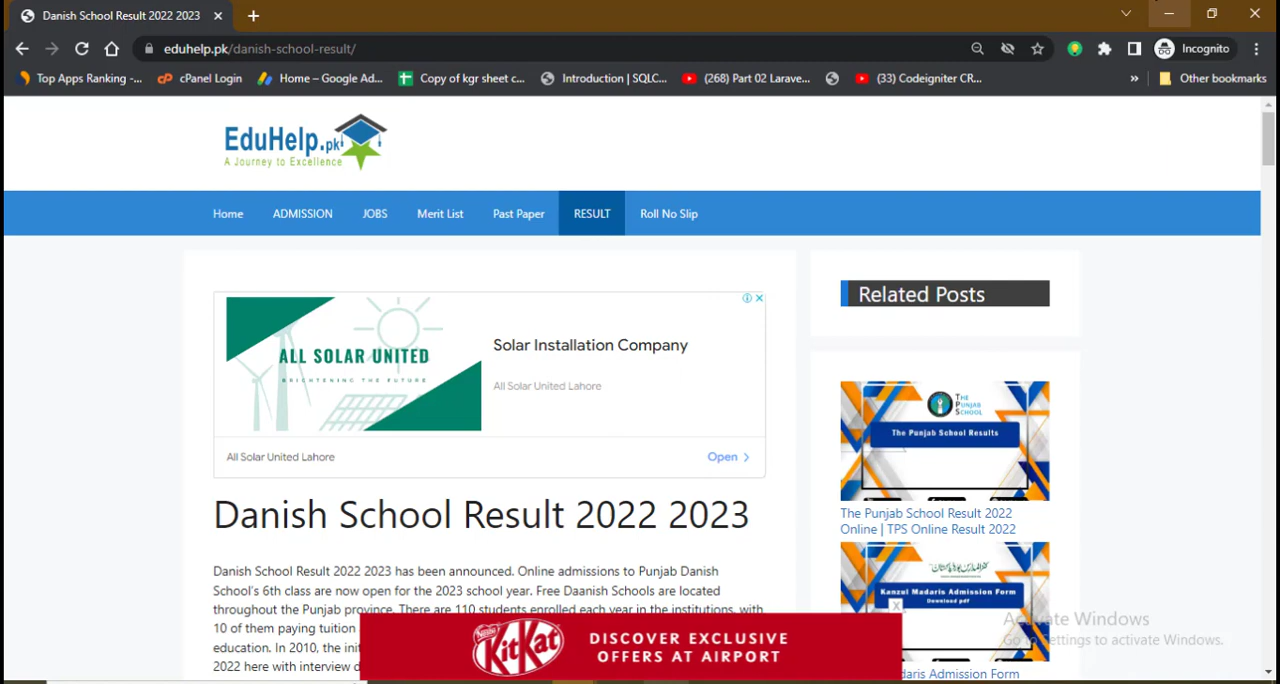 Danish School Result 2022 2023
eduhelp.pk/danish-school-result/
Incognito
Top Apps Ranking -...
cPanel Login
Home – Google Ad...
Copy of kgr sheet c...
Introduction | SQLC...
(268) Part 02 Larave...
(33) Codeigniter CR...
»
Other bookmarks
EduHelp.pk
A Journey to Excellence
Home
ADMISSION
JOBS
Merit List
Past Paper
RESULT
Roll No Slip
ALL SOLAR UNITED
BRIGHTENING THE FUTURE
Solar Installation Company
All Solar United Lahore
All Solar United Lahore
Open
Danish School Result 2022 2023
Danish School Result 2022 2023 has been announced. Online admissions to Punjab Danish
School's 6th class are now open for the 2023 school year. Free Daanish Schools are located
throughout the Punjab province. There are 110 students enrolled each year in the institutions, with
10 of them paying tuition
education. In 2010, the
2022 here with interview
Related Posts
THE
PUNJAB
SCHOOL
The Punjab School Results
The Punjab School Result 2022
Online | TPS Online Result 2022
Kanzul Madaris Admission Form
Download pdf
Admission Form
Nestle
KitKat
DISCOVER EXCLUSIVE
OFFERS AT AIRPORT
Activate Windows
Go to Settings to activate Windows.